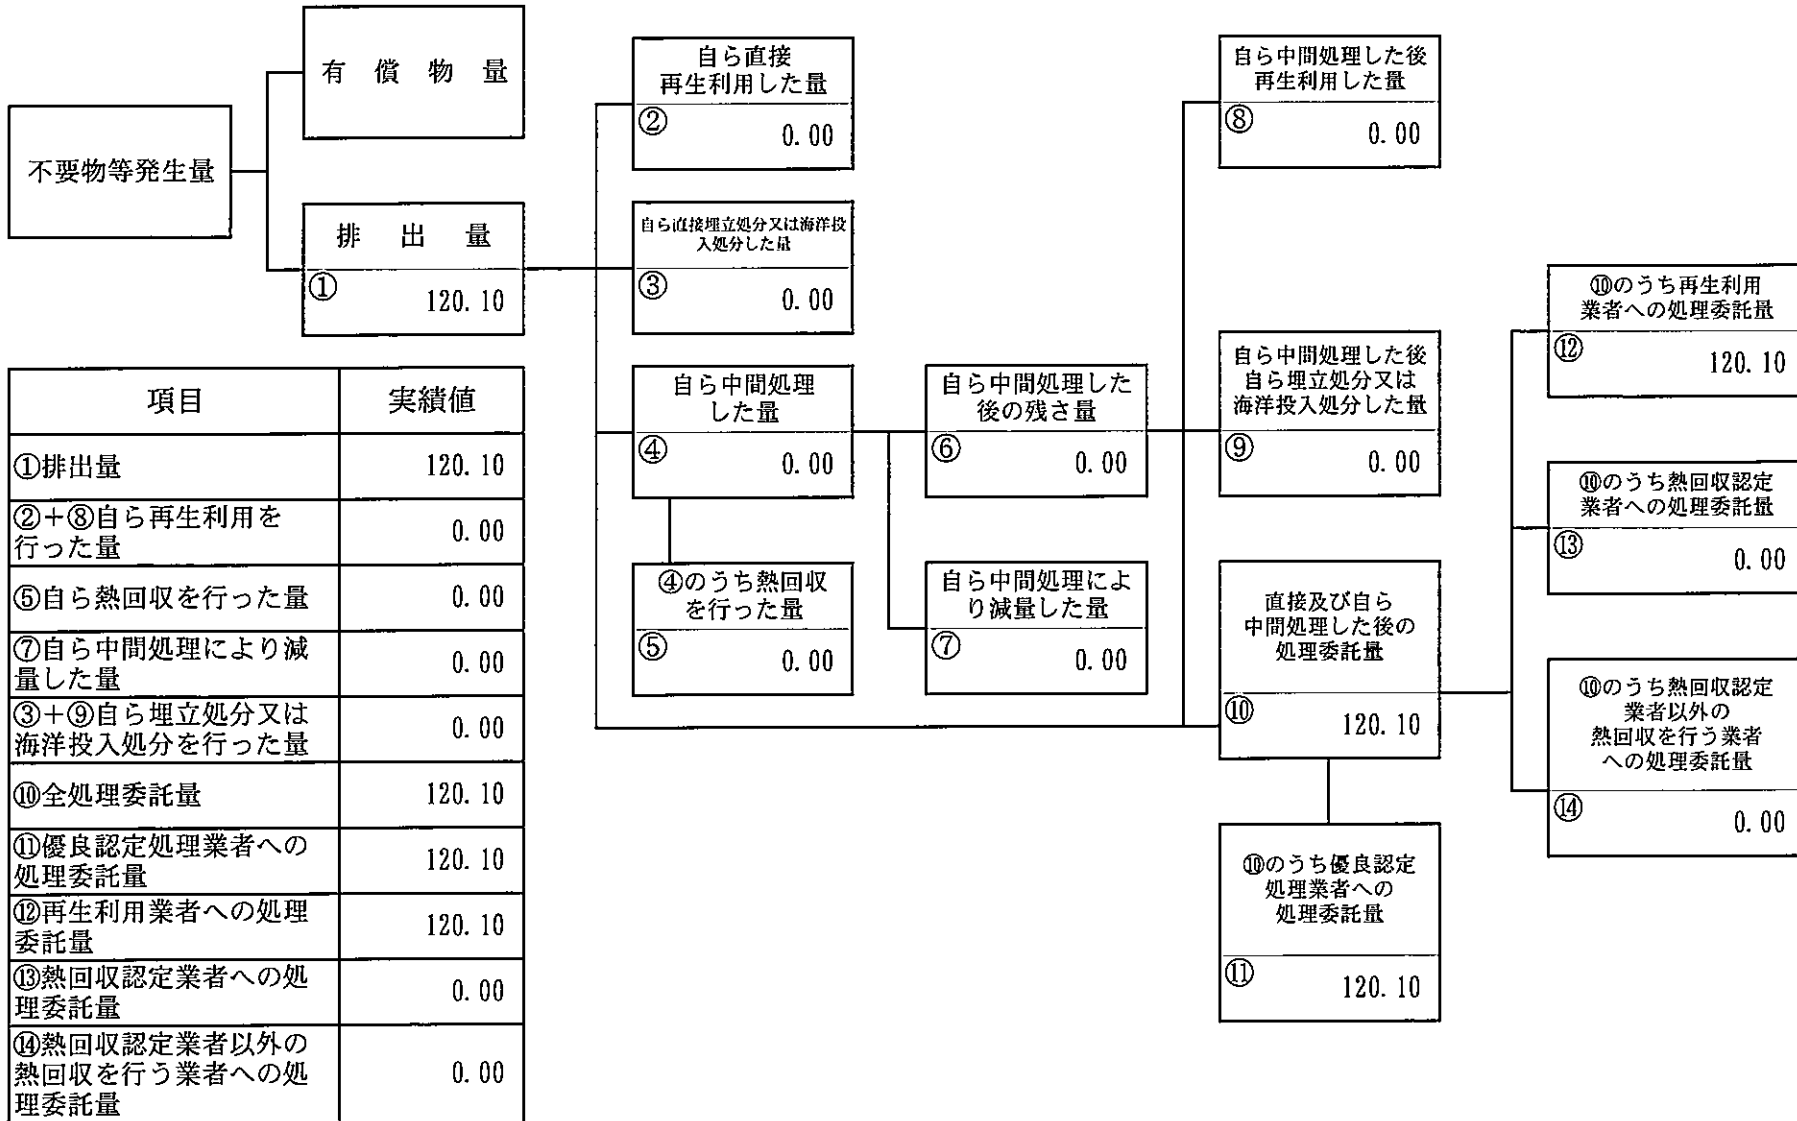 不要物等発生量
有償物量
排出量
①
120.10
自ら直接
再生利用した量
②
0.00
自ら直接埋立処分又は海洋投
入処分した量
③
0.00
自ら中間処理
した量
④
0.00
④のうち熱回収
を行った量
⑤
0.00
自ら中間処理した
後の残さ量
⑥
0.00
自ら中間処理によ
り減量した量
⑦
0.00
自ら中間処理した後
再生利用した量
⑧
0.00
自ら中間処理した後
自ら埋立処分又は
海洋投入処分した量
⑨
0.00
直接及び自ら
中間処理した後の
処理委託量
⑩
120.10
⑩のうち優良認定
処理業者への
処理委託量
⑪
120.10
⑩のうち再生利用
業者への処理委託量
⑫
120.10
⑩のうち熱回収認定
業者への処理委託量
⑬
0.00
⑩のうち熱回収認定
業者以外の
熱回収を行う業者
への処理委託量
⑭
0.00
項目 実績値
①排出量 120.10
②+⑧自ら再生利用を
行った量 0.00
⑤自ら熱回収を行った量 0.00
⑦自ら中間処理により減
量した量 0.00
③+⑨自ら埋立処分又は
海洋投入処分を行った量 0.00
⑩全処理委託量 120.10
⑪優良認定処理業者への
処理委託量 120.10
⑫再生利用業者への処理
委託量 120.10
⑬熱回収認定業者への処
理委託量 0.00
⑭熱回収認定業者以外の
熱回収を行う業者への処
理委託量 0.00